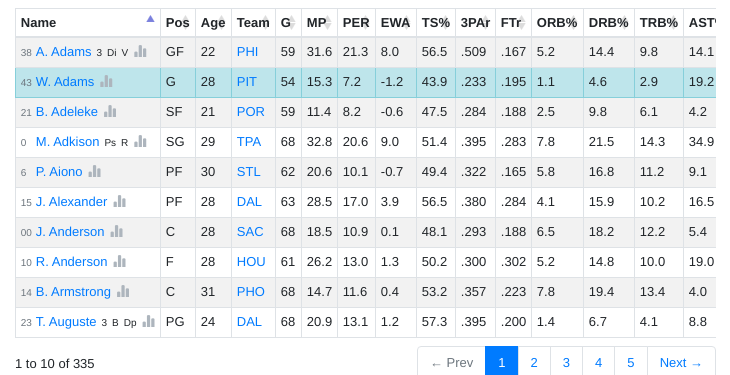 Name Pos Age Team G MP PER EWA TS% 3PAr FTr ORB% DRB% TRB% AST%
38 A. Adams 3 Di V GF 22 PHI 59 31.6 21.3 8.0 56.5 .509 .167 5.2 14.4 9.8 14.1
43 W. Adams G 28 PIT 54 15.3 7.2 -1.2 43.9 .233 .195 1.1 4.6 2.9 19.2
21 B. Adeleke SF 21 POR 59 11.4 8.2 -0.6 47.5 .284 .188 2.5 9.8 6.1 4.2
0 M. Adkison Ps R SG 29 TPA 68 32.8 20.6 9.0 51.4 .395 .283 7.8 21.5 14.3 34.9
6 P. Aiono PF 30 STL 62 20.6 10.1 -0.7 49.4 .322 .165 5.8 16.8 11.2 9.1
15 J. Alexander PF 28 DAL 63 28.5 17.0 3.9 56.5 .380 .284 4.1 15.9 10.2 16.5
00 J. Anderson C 28 SAC 68 18.5 10.9 0.1 48.1 .293 .188 6.5 18.2 12.2 5.4
10 R. Anderson F 28 HOU 61 26.2 13.0 1.3 50.2 .300 .302 5.2 14.8 10.0 19.0
14 B. Armstrong C 31 PHO 68 14.7 11.6 0.4 53.2 .357 .223 7.8 19.4 13.4 4.0
23 T. Auguste 3 B Dp PG 24 DAL 68 20.9 13.1 1.2 57.3 .395 .200 1.4 6.7 4.1 8.8
1 to 10 of 335 ← Prev 1 2 3 4 5 Next →